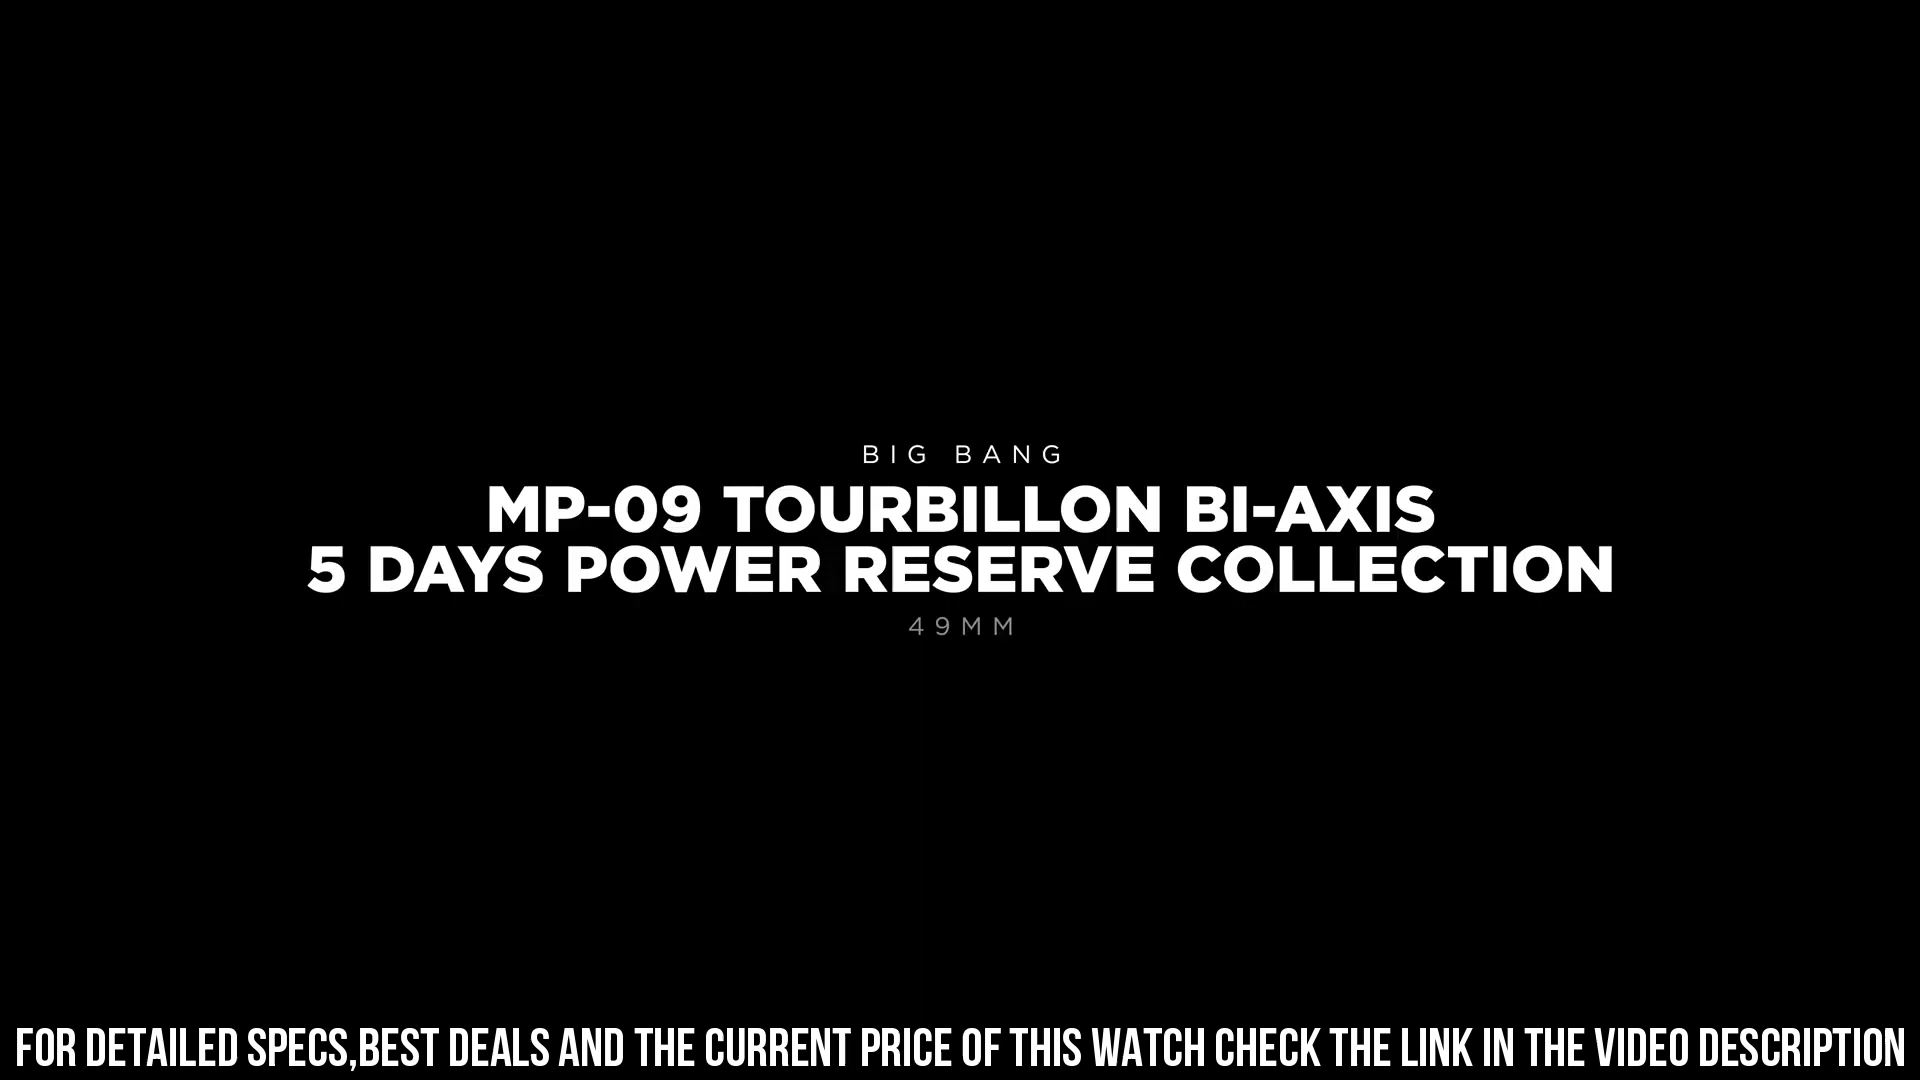 BIG BANG
MP-09 TOURBILLON BI-AXIS
5 DAYS POWER RESERVE COLLECTION
49MM
FOR DETAILED SPECS,BEST DEALS AND THE CURRENT PRICE OF THIS WATCH CHECK THE LINK IN THE VIDEO DESCRIPTION